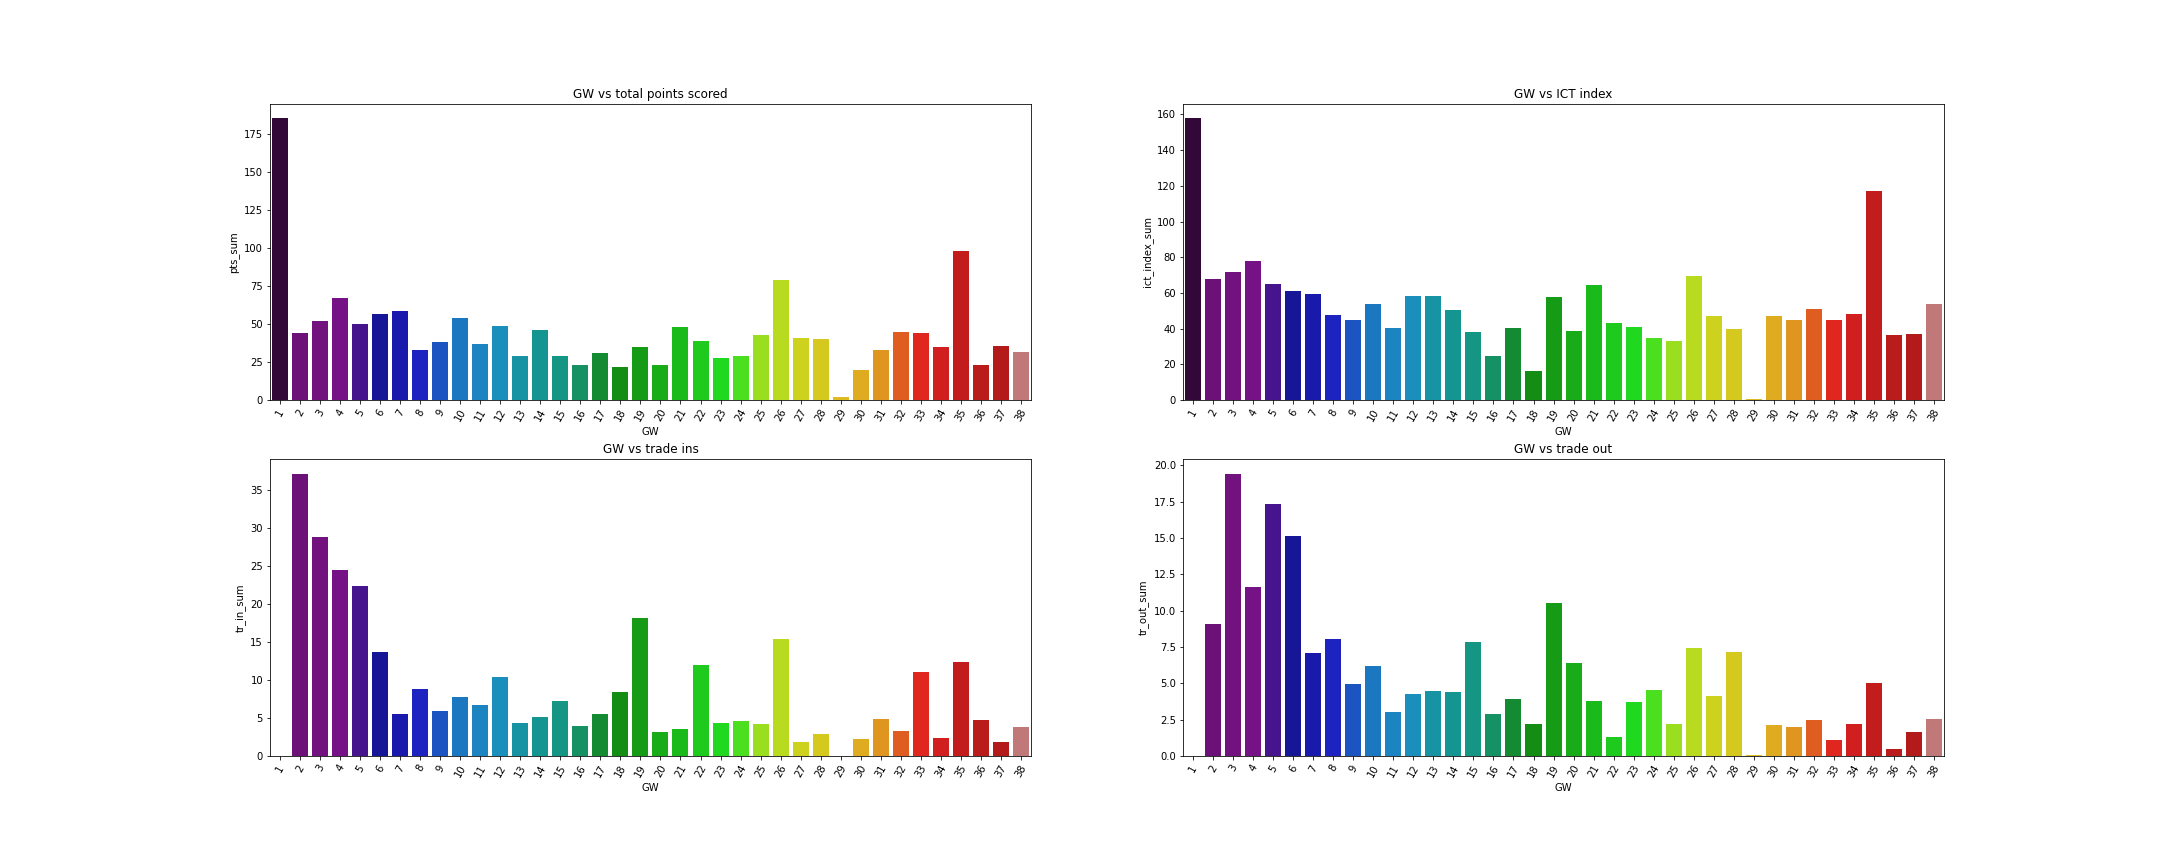 GW vs total points scored
pts_sum
175
150
125
100
75
50
25
0
1 2 3 4 5 6 7 8 9 10 11 12 13 14 15 16 17 18 19 20 21 22 23 24 25 26 27 28 29 30 31 32 33 34 35 36 37 38
GW
GW vs ICT index
ict_index_sum
160
140
120
100
80
60
40
20
0
1 2 3 4 5 6 7 8 9 10 11 12 13 14 15 16 17 18 19 20 21 22 23 24 25 26 27 28 29 30 31 32 33 34 35 36 37 38
GW
GW vs trade ins
tr_in_sum
35
30
25
20
15
10
5
0
1 2 3 4 5 6 7 8 9 10 11 12 13 14 15 16 17 18 19 20 21 22 23 24 25 26 27 28 29 30 31 32 33 34 35 36 37 38
GW
GW vs trade out
tr_out_sum
20.0
17.5
15.0
12.5
10.0
7.5
5.0
2.5
0.0
1 2 3 4 5 6 7 8 9 10 11 12 13 14 15 16 17 18 19 20 21 22 23 24 25 26 27 28 29 30 31 32 33 34 35 36 37 38
GW